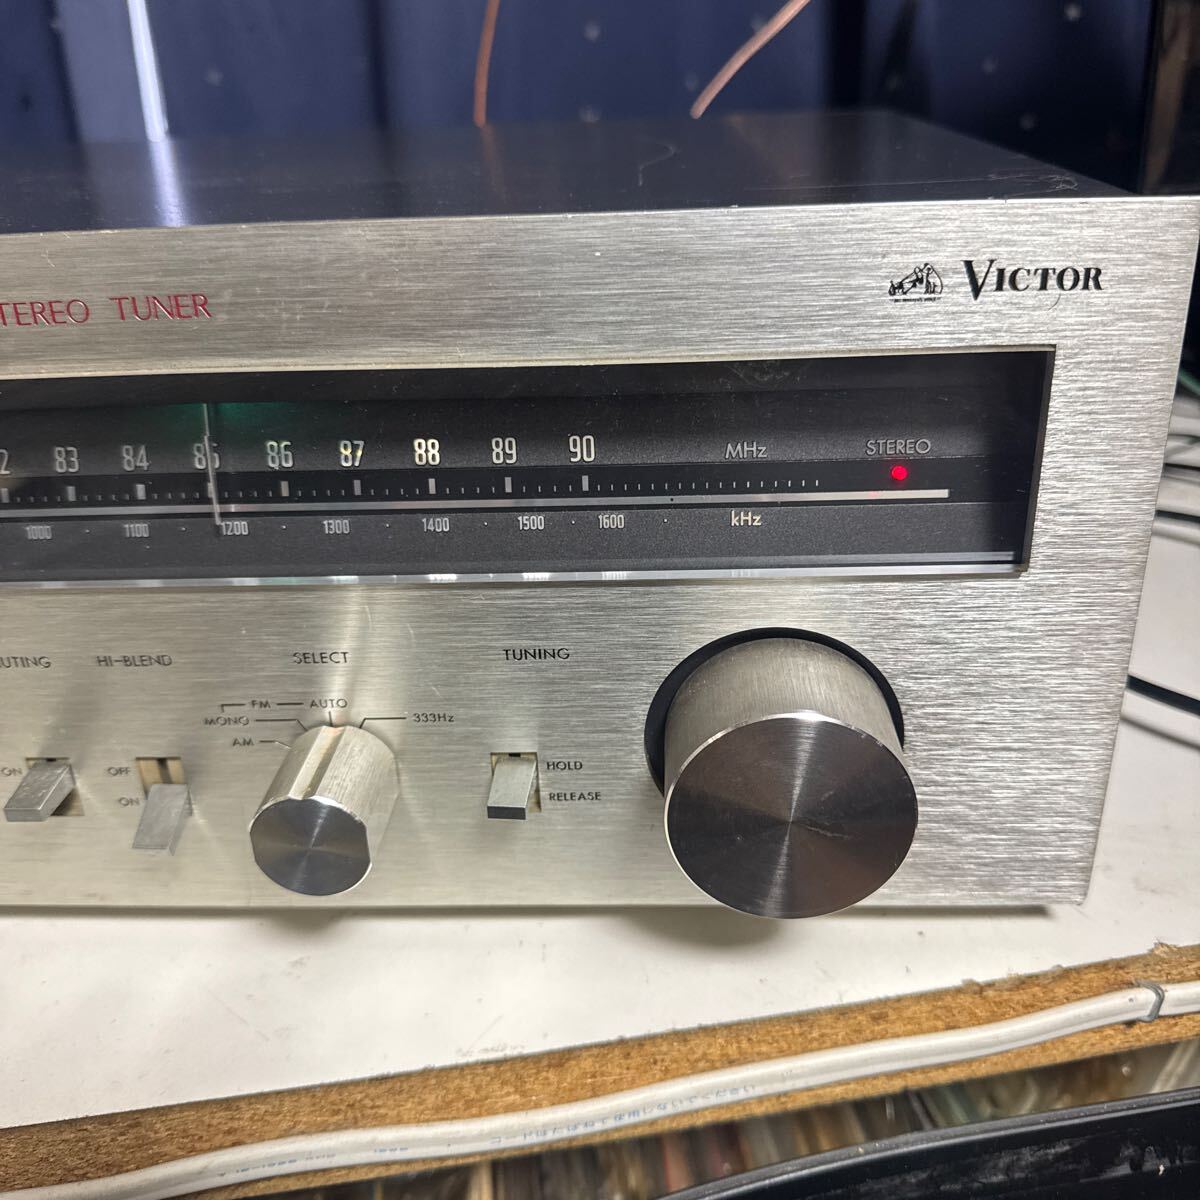 VICTOR
STEREO TUNER
83 84 85 86 87 88 89 90 MHz STEREO
1000 1100 1200 1300 1400 1500 1600 kHz
HI-BLEND SELECT TUNING
FM AUTO
MONO 333Hz
AM
ON OFF HOLD
ON RELEASE